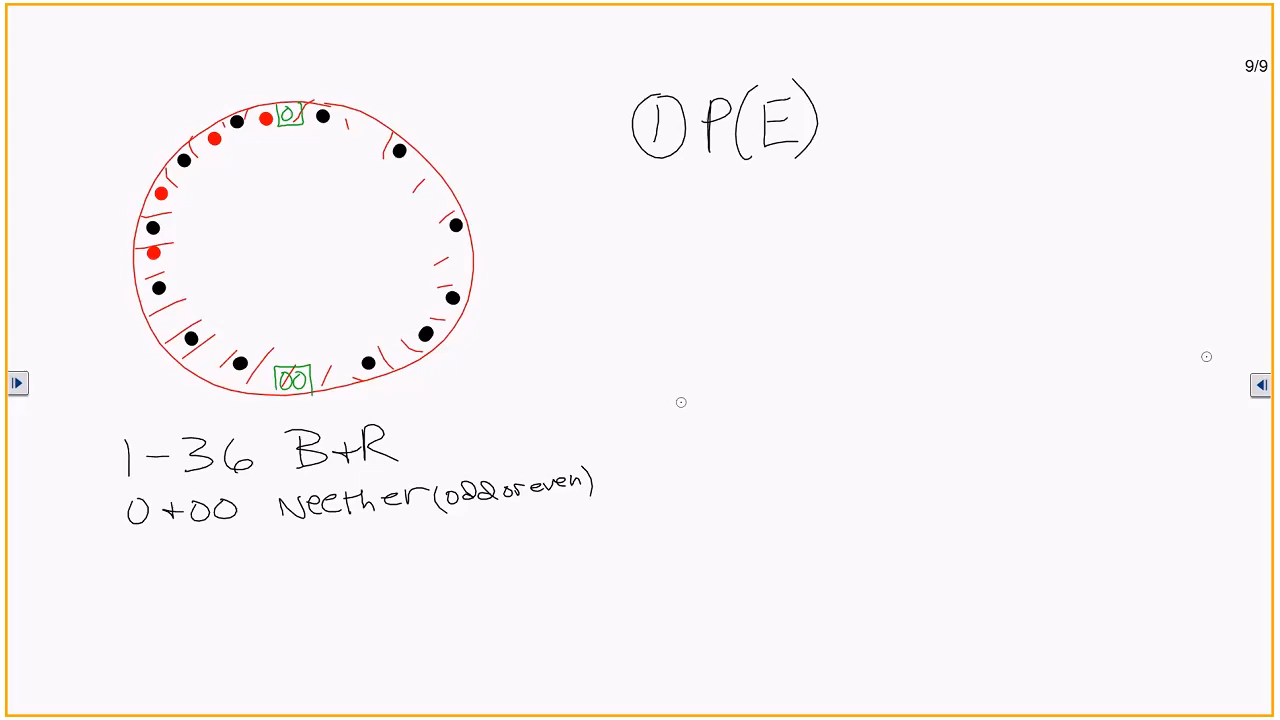 9/9
0
① P(E)
00
1-36 B+R
0+00 Neether (odd or even)